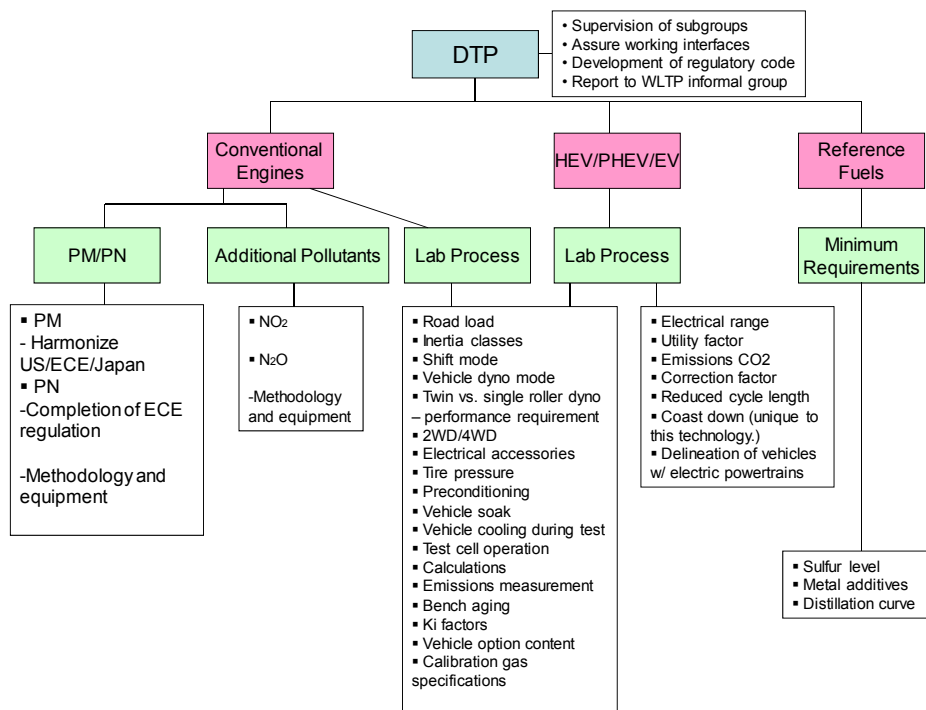 DTP
• Supervision of subgroups
• Assure working interfaces
• Development of regulatory code
• Report to WLTP informal group
Conventional
Engines
HEV/PHEV/EV
Reference
Fuels
PM/PN
Additional Pollutants
Lab Process
Lab Process
Minimum
Requirements
▪ PM
- Harmonize
US/ECE/Japan
▪ PN
-Completion of ECE
regulation
-Methodology and
equipment
▪ NO₂
▪ N₂O
-Methodology
and equipment
▪ Road load
▪ Inertia classes
▪ Shift mode
▪ Vehicle dyno mode
▪ Twin vs. single roller dyno
– performance requirement
▪ 2WD/4WD
▪ Electrical accessories
▪ Tire pressure
▪ Preconditioning
▪ Vehicle soak
▪ Vehicle cooling during test
▪ Test cell operation
▪ Calculations
▪ Emissions measurement
▪ Bench aging
▪ Ki factors
▪ Vehicle option content
▪ Calibration gas
specifications
▪ Electrical range
▪ Utility factor
▪ Emissions CO2
▪ Correction factor
▪ Reduced cycle length
▪ Coast down (unique to
this technology.)
▪ Delineation of vehicles
w/ electric powertrains
▪ Sulfur level
▪ Metal additives
▪ Distillation curve